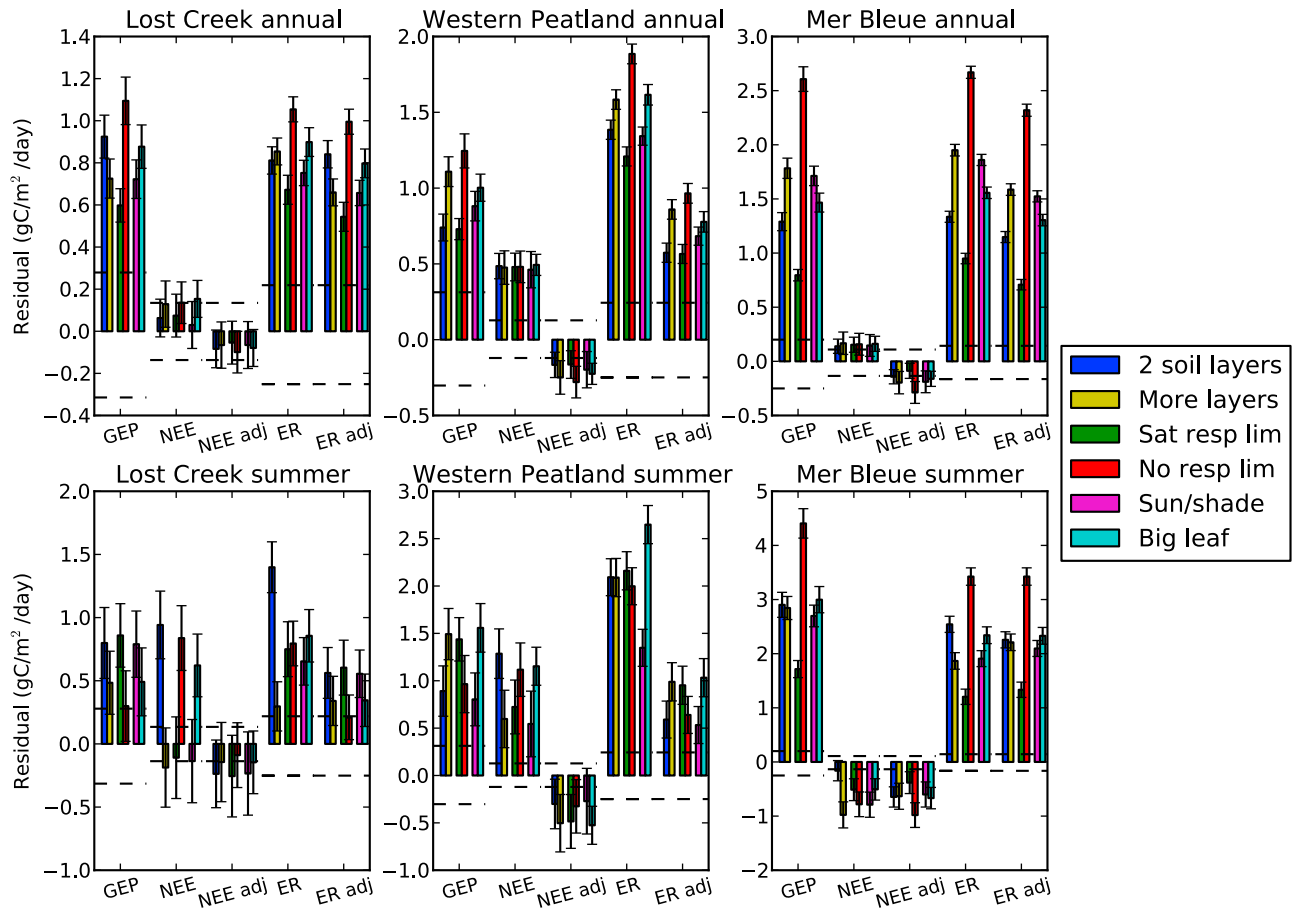 Lost Creek annual
Western Peatland annual
Mer Bleue annual
Residual (gC/m² /day)
1.4
1.2
1.0
0.8
0.6
0.4
0.2
0.0
−0.2
−0.4
GEP
NEE
NEE adj
ER
ER adj
2.0
1.5
1.0
0.5
0.0
−0.5
GEP
NEE
NEE adj
ER
ER adj
3.0
2.5
2.0
1.5
1.0
0.5
0.0
−0.5
GEP
NEE
NEE adj
ER
ER adj
2 soil layers
More layers
Sat resp lim
No resp lim
Sun/shade
Big leaf
Lost Creek summer
Western Peatland summer
Mer Bleue summer
Residual (gC/m² /day)
2.0
1.5
1.0
0.5
0.0
−0.5
−1.0
GEP
NEE
NEE adj
ER
ER adj
3.0
2.5
2.0
1.5
1.0
0.5
0.0
−0.5
−1.0
GEP
NEE
NEE adj
ER
ER adj
5
4
3
2
1
0
−1
−2
GEP
NEE
NEE adj
ER
ER adj